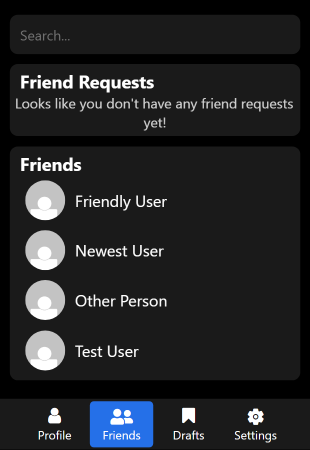 Search...
Friend Requests
Looks like you don't have any friend requests
yet!
Friends
Friendly User
Newest User
Other Person
Test User
Profile
Friends
Drafts
Settings